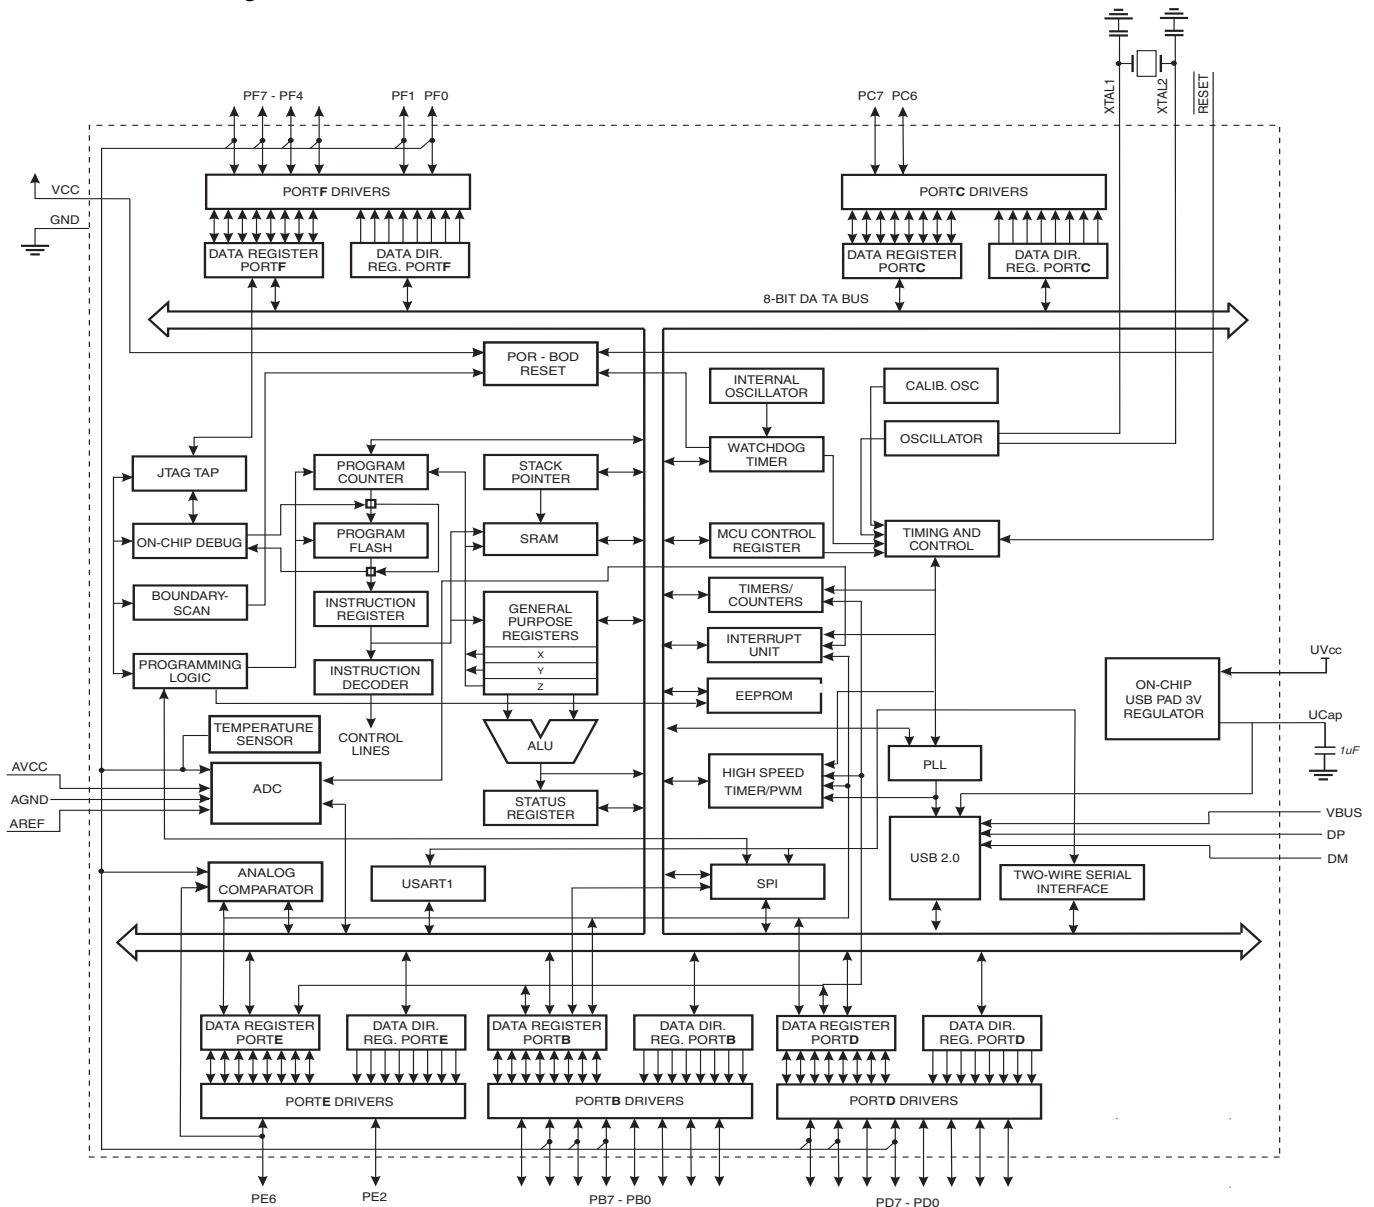 XTAL1
XTAL2
RESET
PF7 - PF4
PF1
PF0
PC7
PC6
VCC
GND
PORTF DRIVERS
PORTC DRIVERS
DATA REGISTER
PORTF
DATA DIR.
REG. PORTF
DATA REGISTER
PORTC
DATA DIR.
REG. PORTC
8-BIT DA TA BUS
POR - BOD
RESET
INTERNAL
OSCILLATOR
CALIB. OSC
WATCHDOG
TIMER
OSCILLATOR
JTAG TAP
PROGRAM
COUNTER
STACK
POINTER
ON-CHIP DEBUG
PROGRAM
FLASH
SRAM
MCU CONTROL
REGISTER
TIMING AND
CONTROL
BOUNDARY-
SCAN
INSTRUCTION
REGISTER
GENERAL
PURPOSE
REGISTERS
X
Y
Z
TIMERS/
COUNTERS
INTERRUPT
UNIT
PROGRAMMING
LOGIC
INSTRUCTION
DECODER
EEPROM
ON-CHIP
USB PAD 3V
REGULATOR
UVcc
UCap
1uF
TEMPERATURE
SENSOR
CONTROL
LINES
ALU
PLL
AVCC
AGND
AREF
ADC
STATUS
REGISTER
HIGH SPEED
TIMER/PWM
VBUS
DP
DM
ANALOG
COMPARATOR
USART1
SPI
USB 2.0
TWO-WIRE SERIAL
INTERFACE
DATA REGISTER
PORTE
DATA DIR.
REG. PORTE
DATA REGISTER
PORTB
DATA DIR.
REG. PORTB
DATA REGISTER
PORTD
DATA DIR.
REG. PORTD
PORTE DRIVERS
PORTB DRIVERS
PORTD DRIVERS
PE6
PE2
PB7 - PB0
PD7 - PD0